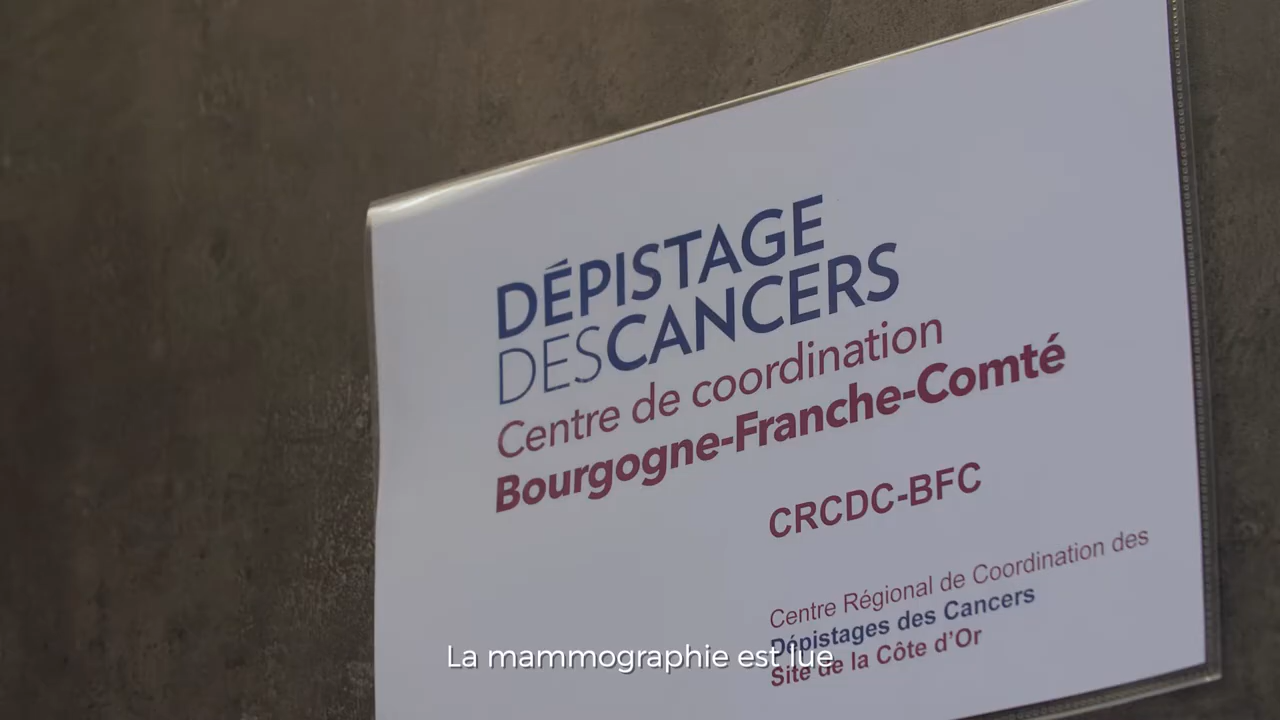 DÉPISTAGE
DESCANCERS
Centre de coordination
Bourgogne-Franche-Comté
CRCDC-BFC
Centre Régional de Coordination des
Dépistages des Cancers
Site de la Côte d'Or
La mammographie est lue